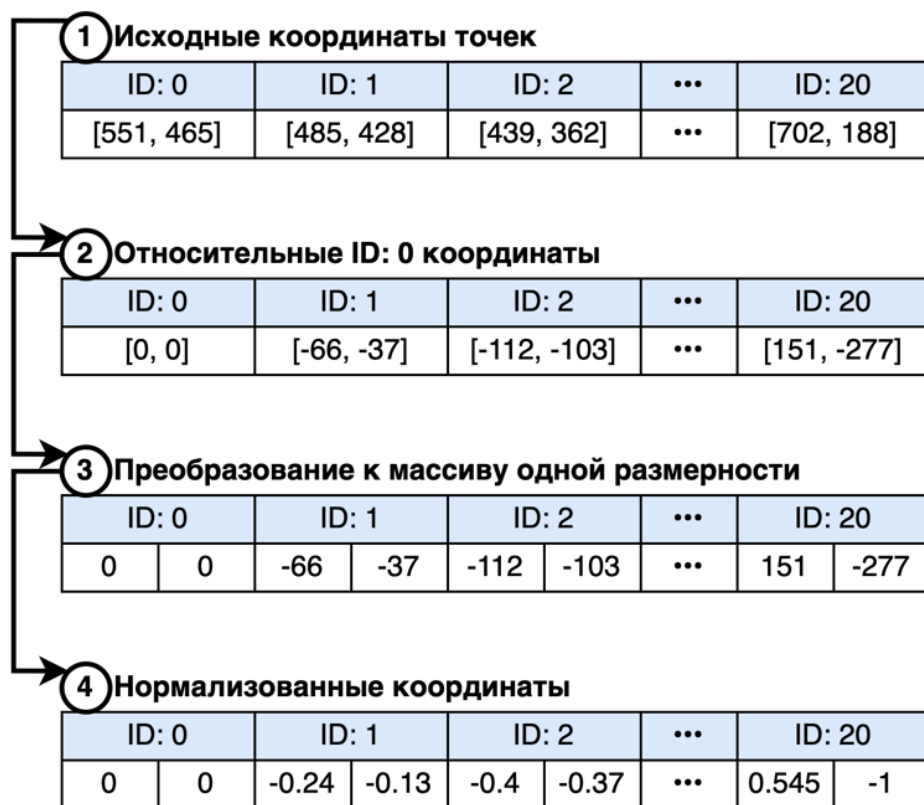 1 Исходные координаты точек
ID: 0 ID: 1 ID: 2 ••• ID: 20
[551, 465] [485, 428] [439, 362] ••• [702, 188]
2 Относительные ID: 0 координаты
ID: 0 ID: 1 ID: 2 ••• ID: 20
[0, 0] [-66, -37] [-112, -103] ••• [151, -277]
3 Преобразование к массиву одной размерности
ID: 0 ID: 1 ID: 2 ••• ID: 20
0 0 -66 -37 -112 -103 ••• 151 -277
4 Нормализованные координаты
ID: 0 ID: 1 ID: 2 ••• ID: 20
0 0 -0.24 -0.13 -0.4 -0.37 ••• 0.545 -1